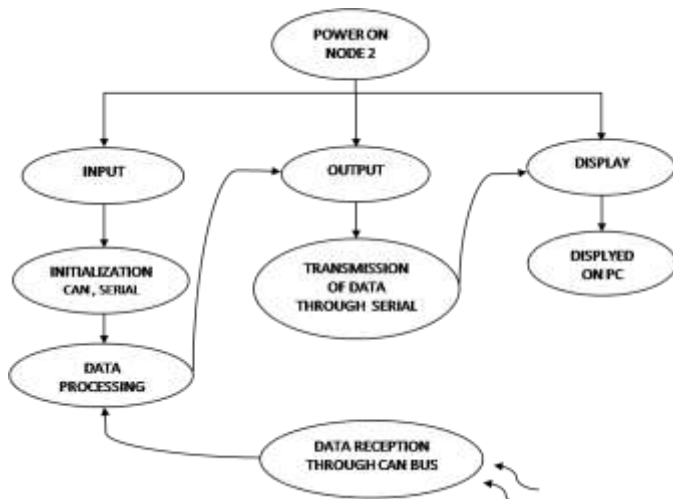 POWER ON
NODE 2
INPUT
OUTPUT
DISPLAY
INITIALIZATION
CAN , SERIAL
TRANSMISSION
OF DATA
THROUGH SERIAL
DISPLYED
ON PC
DATA
PROCESSING
DATA RECEPTION
THROUGH CAN BUS